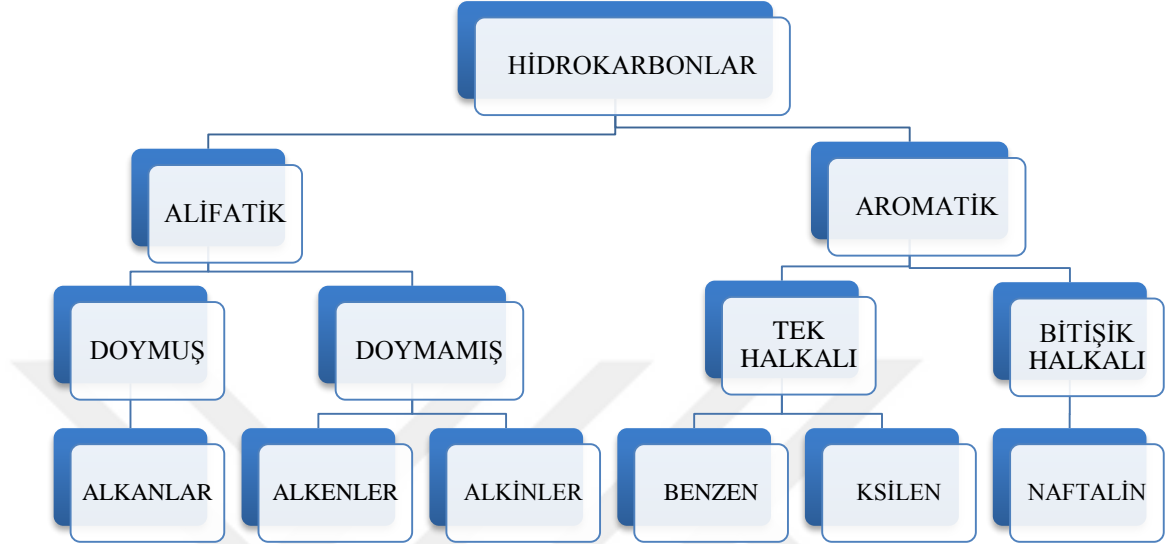 HİDROKARBONLAR
ALİFATİK
AROMATİK
DOYMUŞ
DOYMAMIŞ
TEK
HALKALI
BİTİŞİK
HALKALI
ALKANLAR
ALKENLER
ALKİNLER
BENZEN
KSİLEN
NAFTALİN